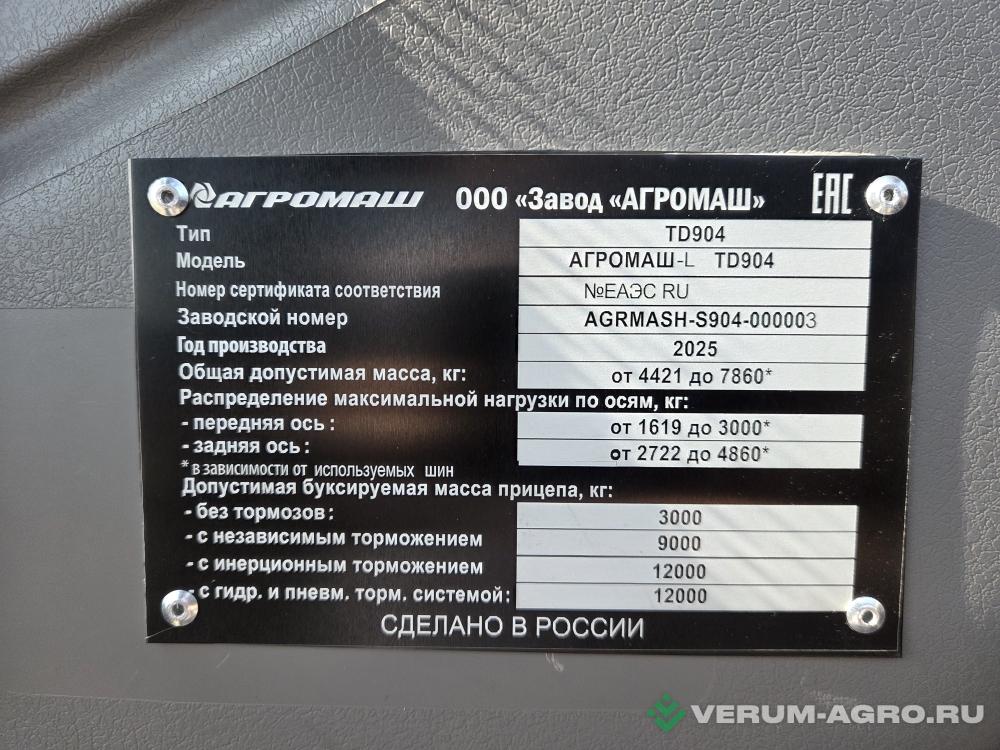 АГРОМАШ ООО «Завод «АГРОМАШ» ЕАС
Тип TD904
Модель АГРОМАШ-L TD904
Номер сертификата соответствия №ЕАЭС RU
Заводской номер AGRMASH-S904-000003
Год производства 2025
Общая допустимая масса, кг: от 4421 до 7860*
Распределение максимальной нагрузки по осям, кг:
- передняя ось : от 1619 до 3000*
- задняя ось : от 2722 до 4860*
* в зависимости от используемых шин
Допустимая буксируемая масса прицепа, кг:
- без тормозов : 3000
- с независимым торможением 9000
- с инерционным торможением 12000
- с гидр. и пневм. торм. системой: 12000
СДЕЛАНО В РОССИИ
VERUM-AGRO.RU